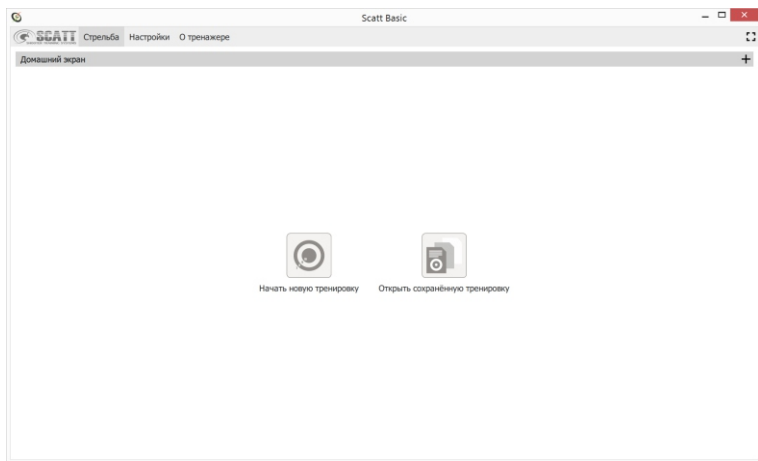 Scatt Basic
SCATT Стрельба Настройки О тренажере
Домашний экран
Начать новую тренировку Открыть сохранённую тренировку